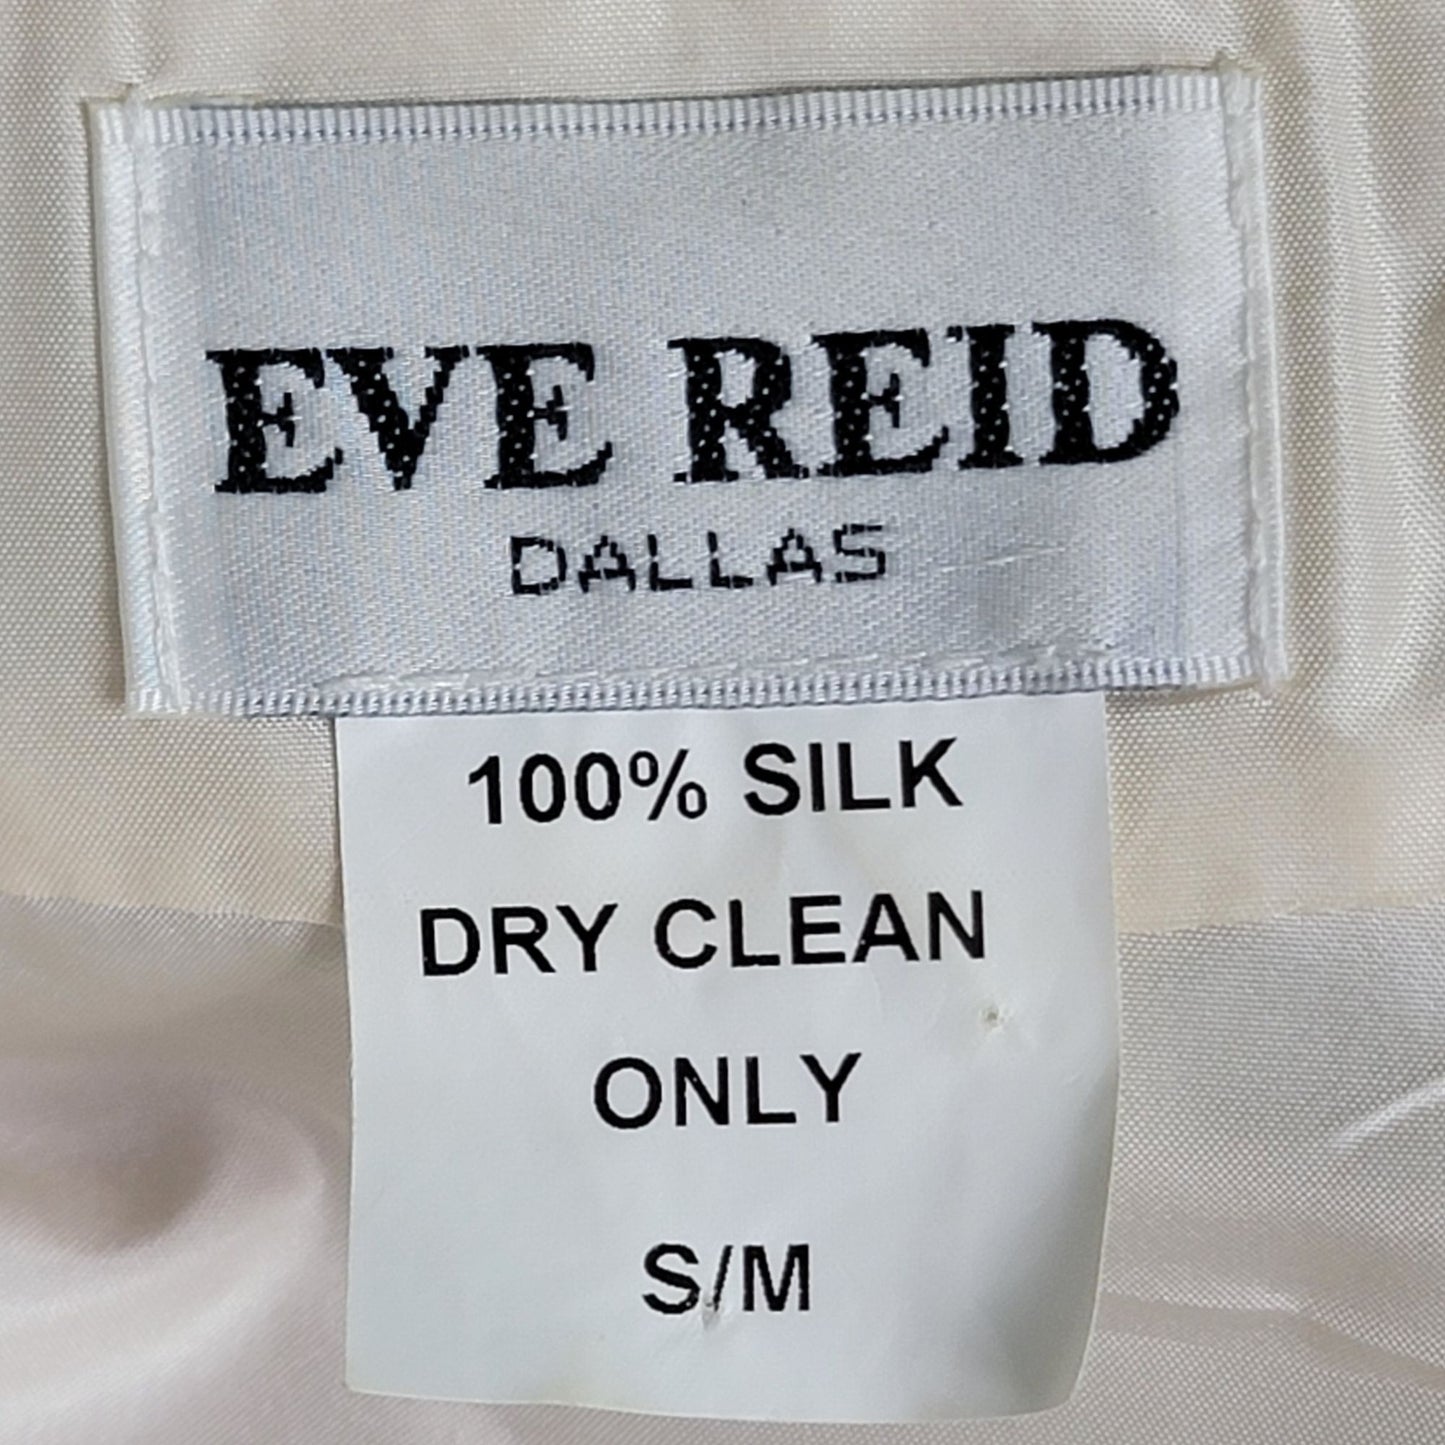 EVE REID
DALLAS
100% SILK
DRY CLEAN
ONLY
S/M